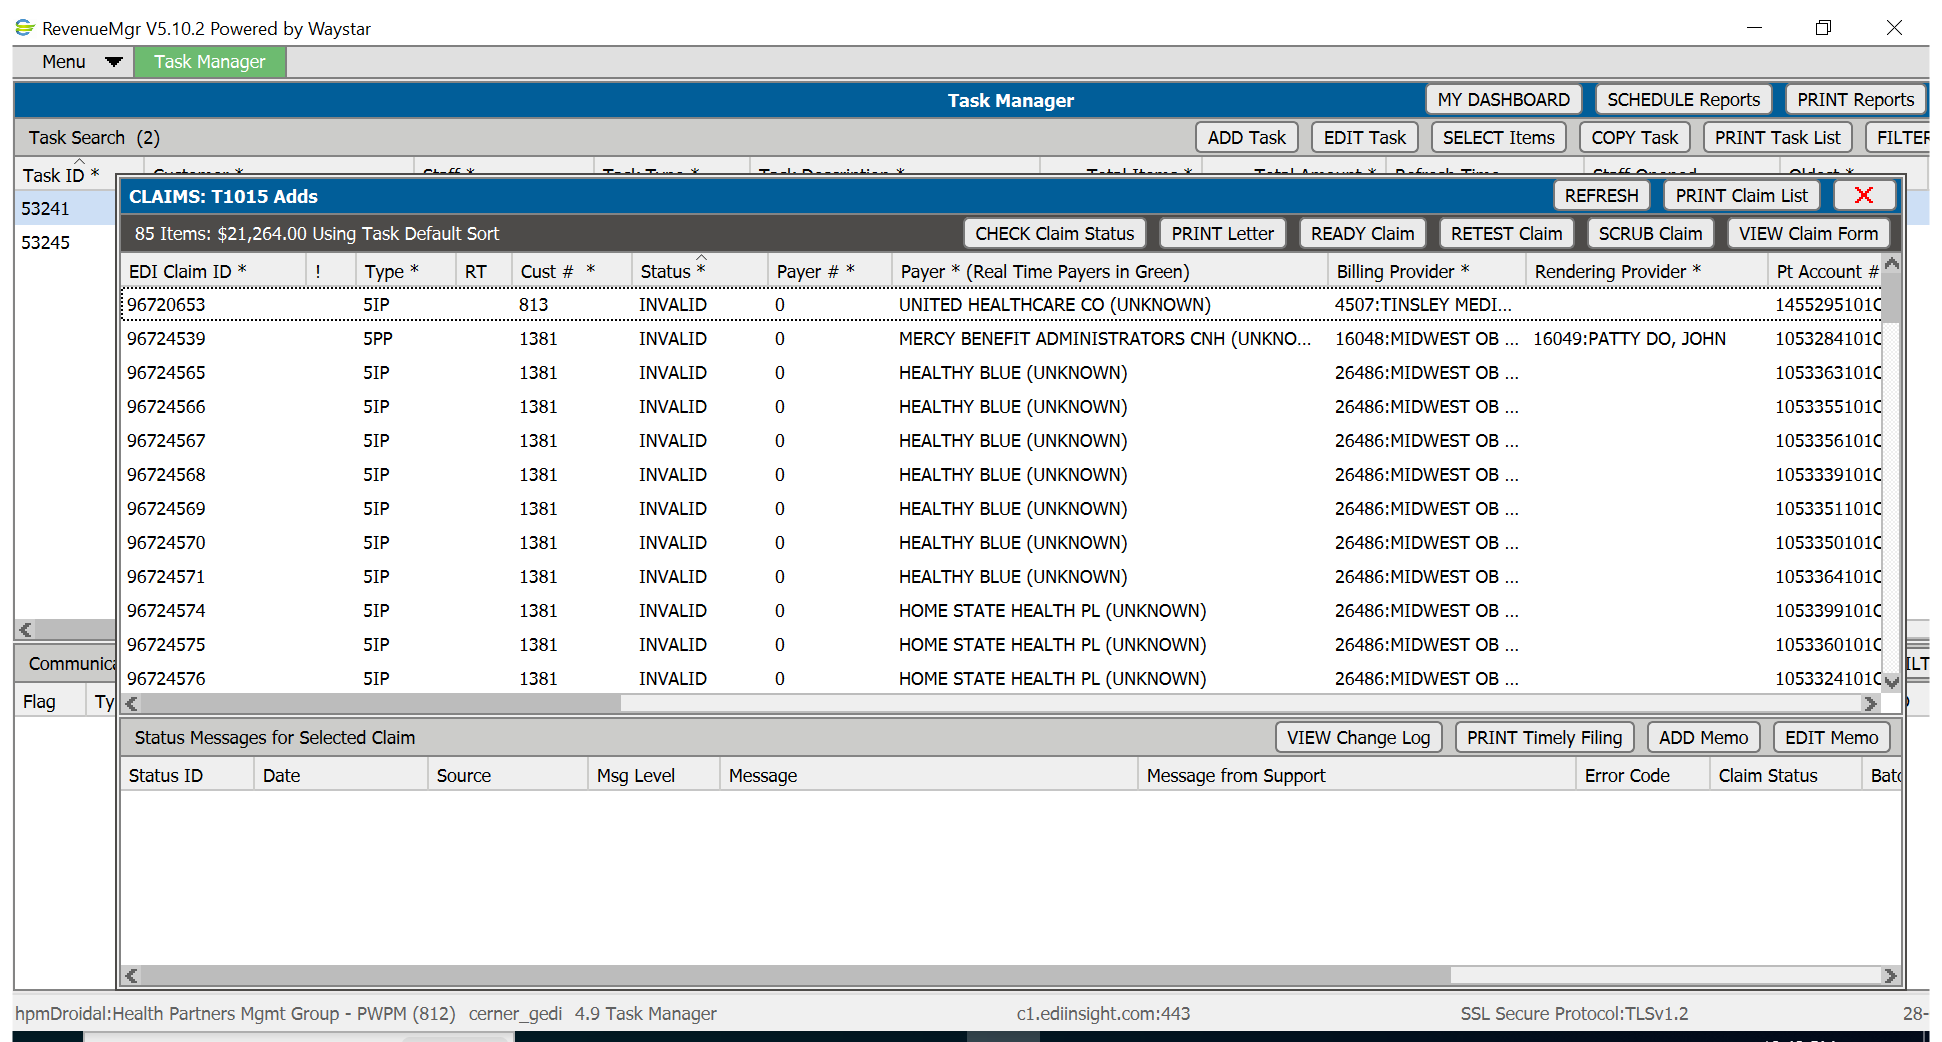 RevenueMgr V5.10.2 Powered by Waystar
Menu Task Manager
Task Manager MY DASHBOARD SCHEDULE Reports PRINT Reports
Task Search (2) ADD Task EDIT Task SELECT Items COPY Task PRINT Task List FILTER
Task ID * Customer * Staff * Task Type * Task Description * Total Items * Total Amount * Refresh Time Staff Opened Oldest *
53241
53245
CLAIMS: T1015 Adds REFRESH PRINT Claim List X
85 Items: $21,264.00 Using Task Default Sort CHECK Claim Status PRINT Letter READY Claim RETEST Claim SCRUB Claim VIEW Claim Form
EDI Claim ID * ! Type * RT Cust # * Status * Payer # * Payer * (Real Time Payers in Green) Billing Provider * Rendering Provider * Pt Account #
96720653 5IP 813 INVALID 0 UNITED HEALTHCARE CO (UNKNOWN) 4507:TINSLEY MEDI... 1455295101C
96724539 5PP 1381 INVALID 0 MERCY BENEFIT ADMINISTRATORS CNH (UNKNO... 16048:MIDWEST OB ... 16049:PATTY DO, JOHN 1053284101C
96724565 5IP 1381 INVALID 0 HEALTHY BLUE (UNKNOWN) 26486:MIDWEST OB ... 1053363101C
96724566 5IP 1381 INVALID 0 HEALTHY BLUE (UNKNOWN) 26486:MIDWEST OB ... 1053355101C
96724567 5IP 1381 INVALID 0 HEALTHY BLUE (UNKNOWN) 26486:MIDWEST OB ... 1053356101C
96724568 5IP 1381 INVALID 0 HEALTHY BLUE (UNKNOWN) 26486:MIDWEST OB ... 1053339101C
96724569 5IP 1381 INVALID 0 HEALTHY BLUE (UNKNOWN) 26486:MIDWEST OB ... 1053351101C
96724570 5IP 1381 INVALID 0 HEALTHY BLUE (UNKNOWN) 26486:MIDWEST OB ... 1053350101C
96724571 5IP 1381 INVALID 0 HEALTHY BLUE (UNKNOWN) 26486:MIDWEST OB ... 1053364101C
96724574 5IP 1381 INVALID 0 HOME STATE HEALTH PL (UNKNOWN) 26486:MIDWEST OB ... 1053399101C
96724575 5IP 1381 INVALID 0 HOME STATE HEALTH PL (UNKNOWN) 26486:MIDWEST OB ... 1053360101C
96724576 5IP 1381 INVALID 0 HOME STATE HEALTH PL (UNKNOWN) 26486:MIDWEST OB ... 1053324101C
Communica ILT
Flag Ty
Status Messages for Selected Claim VIEW Change Log PRINT Timely Filing ADD Memo EDIT Memo
Status ID Date Source Msg Level Message Message from Support Error Code Claim Status Batc
hpmDroidal:Health Partners Mgmt Group - PWPM (812) cerner_gedi 4.9 Task Manager c1.ediinsight.com:443 SSL Secure Protocol:TLSv1.2 28-